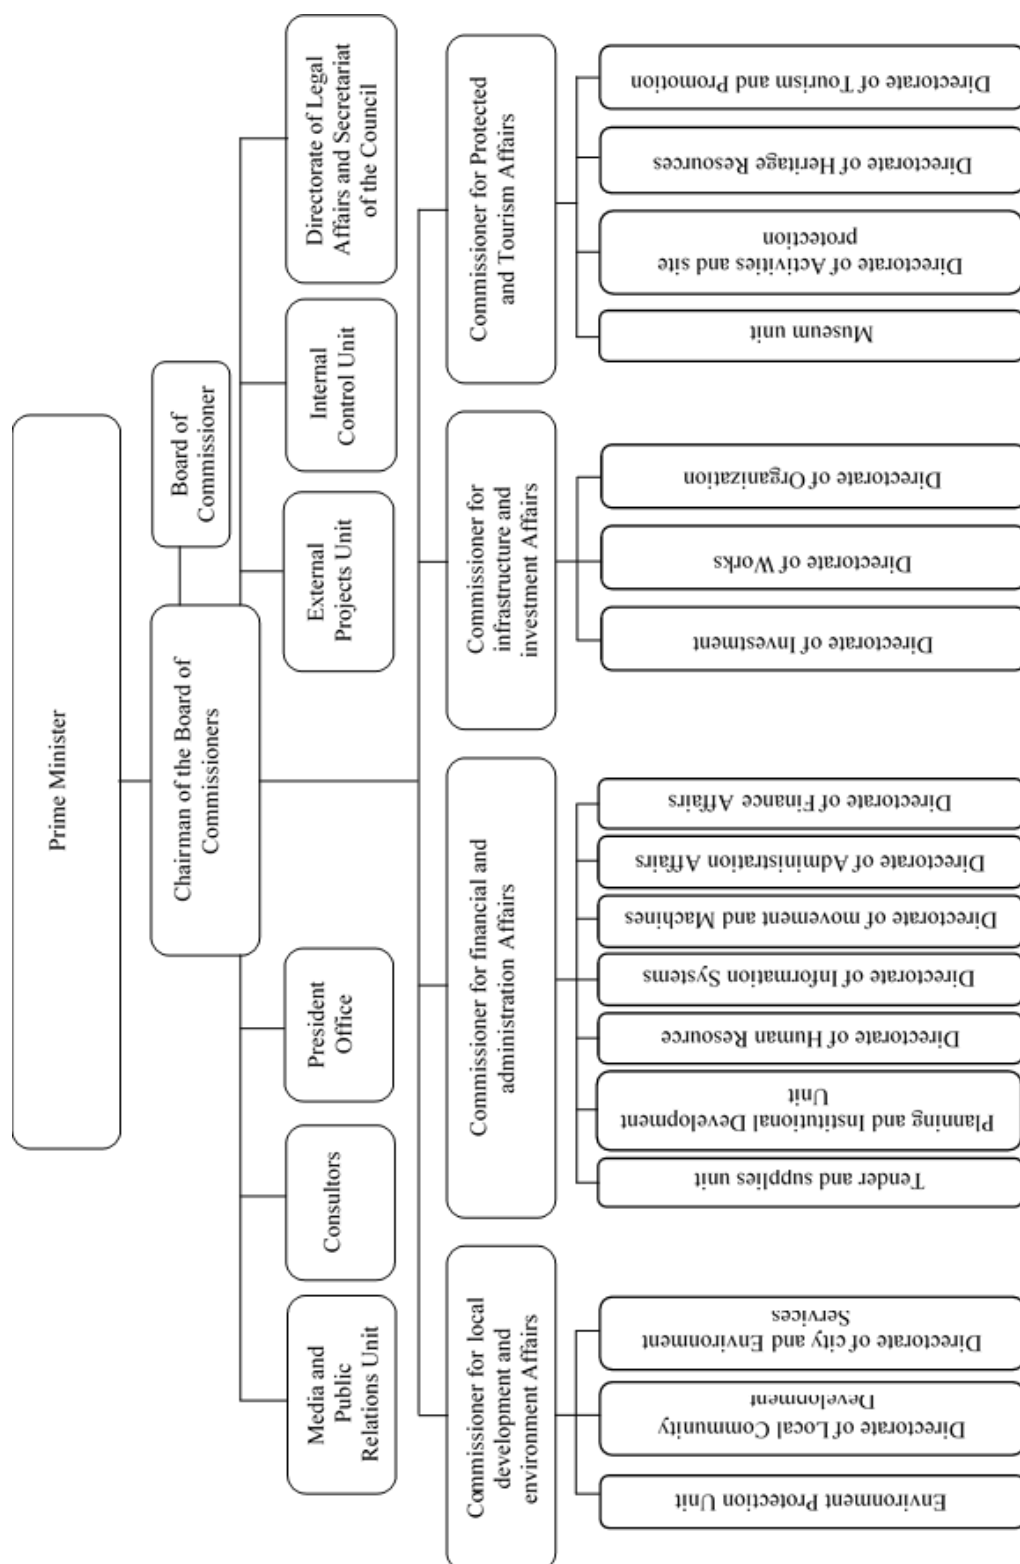 Prime Minister
Chairman of the Board of
Commissioners
Board of
Commissioner
Media and
Public
Relations Unit
Consultors
President
Office
External
Projects Unit
Internal
Control Unit
Directorate of Legal
Affairs and Secretariat
of the Council
Commissioner for local
development and
environment Affairs
Commissioner for financial and
administration Affairs
Commissioner for
infrastructure and
investment Affairs
Commissioner for Protected
and Tourism Affairs
Environment Protection Unit
Directorate of Local Community
Development
Directorate of city and Environment
Services
Tender and supplies unit
Planning and Institutional Development
Unit
Directorate of Human Resource
Directorate of Information Systems
Directorate of movement and Machines
Directorate of Administration Affairs
Directorate of Finance Affairs
Directorate of Investment
Directorate of Works
Directorate of Organization
Museum unit
Directorate of Activities and site
protection
Directorate of Heritage Resources
Directorate of Tourism and Promotion